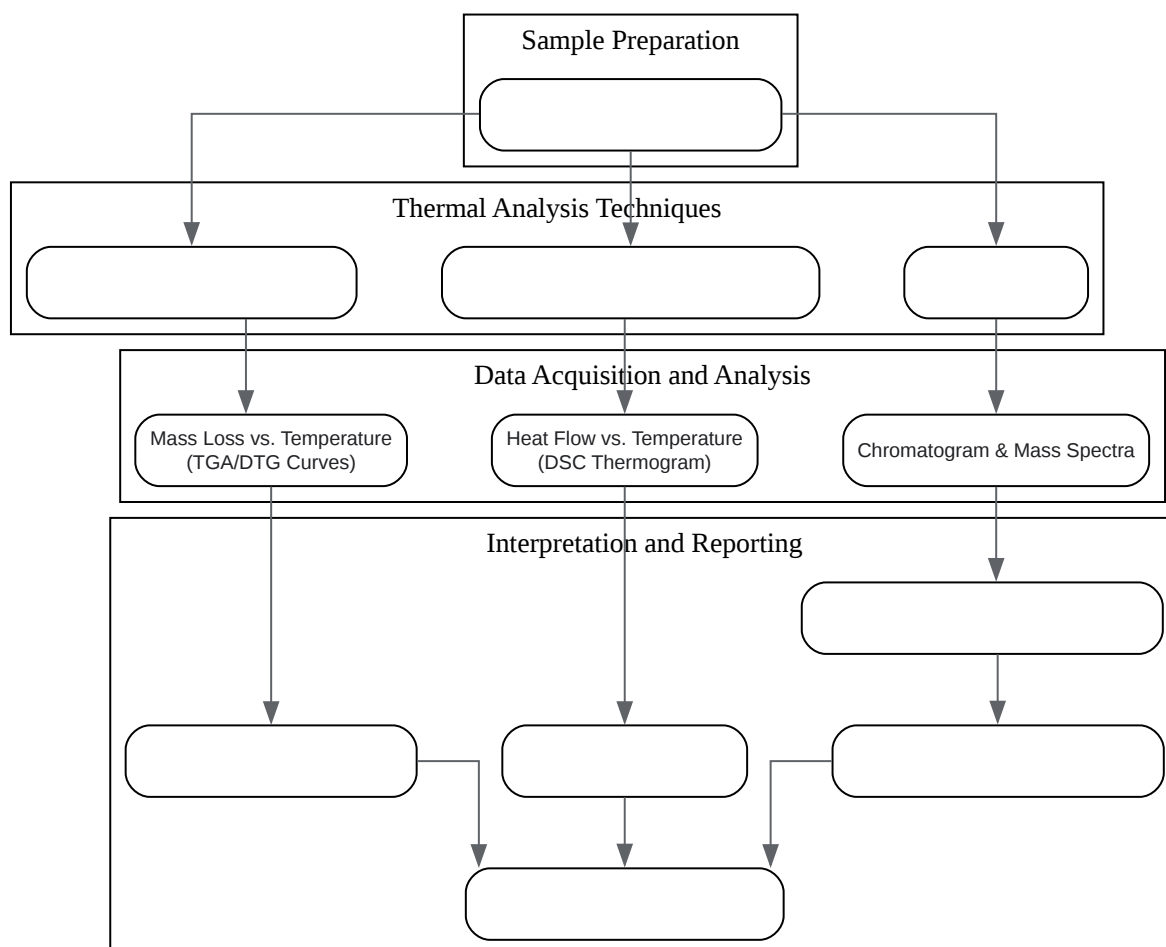 Sample Preparation
Thermal Analysis Techniques
Data Acquisition and Analysis
Mass Loss vs. Temperature
(TGA/DTG Curves)
Heat Flow vs. Temperature
(DSC Thermogram)
Chromatogram & Mass Spectra
Interpretation and Reporting